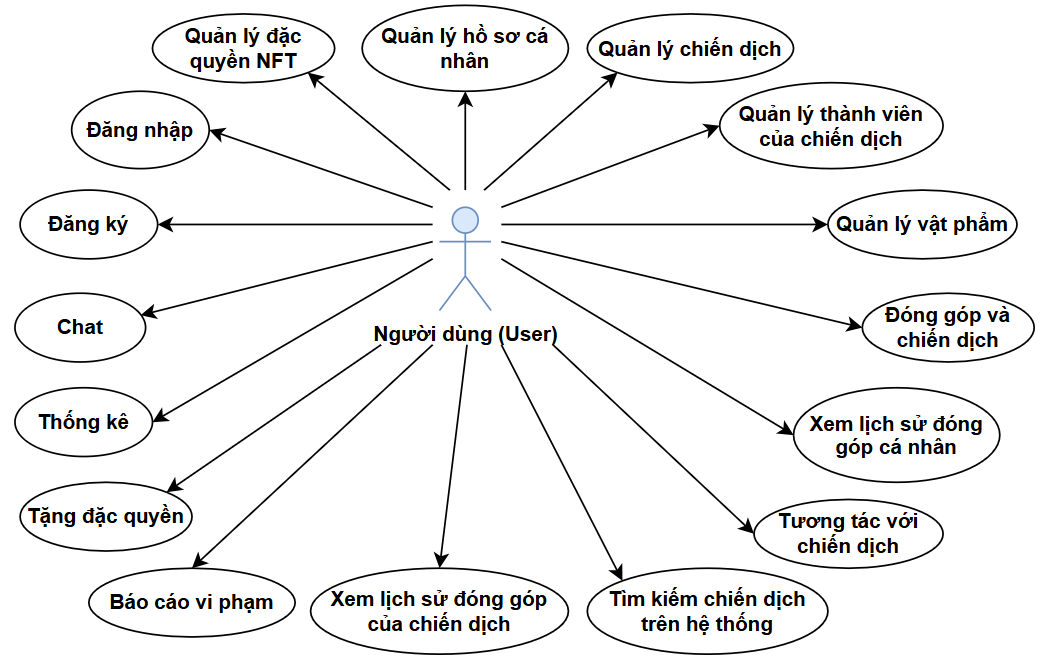 Quản lý đặc
quyền NFT
Quản lý hồ sơ cá
nhân
Quản lý chiến dịch
Đăng nhập
Quản lý thành viên
của chiến dịch
Đăng ký
Quản lý vật phẩm
Chat
Người dùng (User)
Đóng góp và
chiến dịch
Thống kê
Xem lịch sử đóng
góp cá nhân
Tặng đặc quyền
Tương tác với
chiến dịch
Báo cáo vi phạm
Xem lịch sử đóng góp
của chiến dịch
Tìm kiếm chiến dịch
trên hệ thống